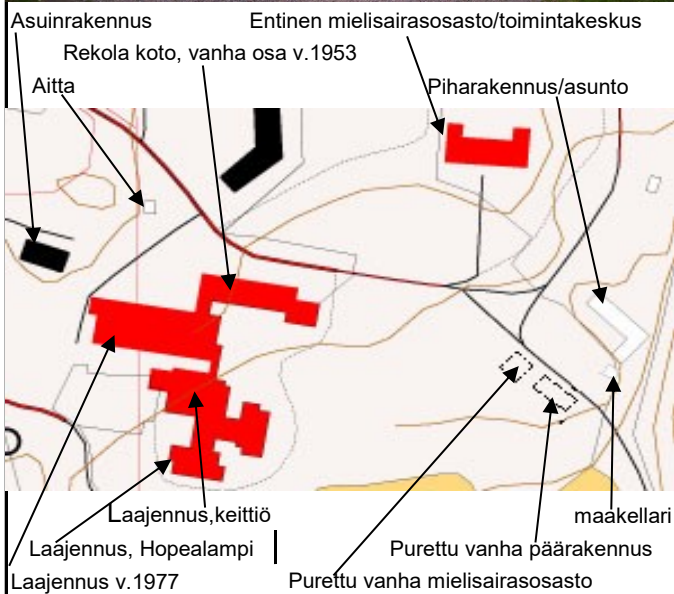 Asuinrakennus
Entinen mielisairasosasto/toimintakeskus
Rekola koto, vanha osa v.1953
Aitta
Piharakennus/asunto
Laajennus,keittiö
maakellari
Laajennus, Hopealampi
Purettu vanha päärakennus
Laajennus v.1977
Purettu vanha mielisairasosasto